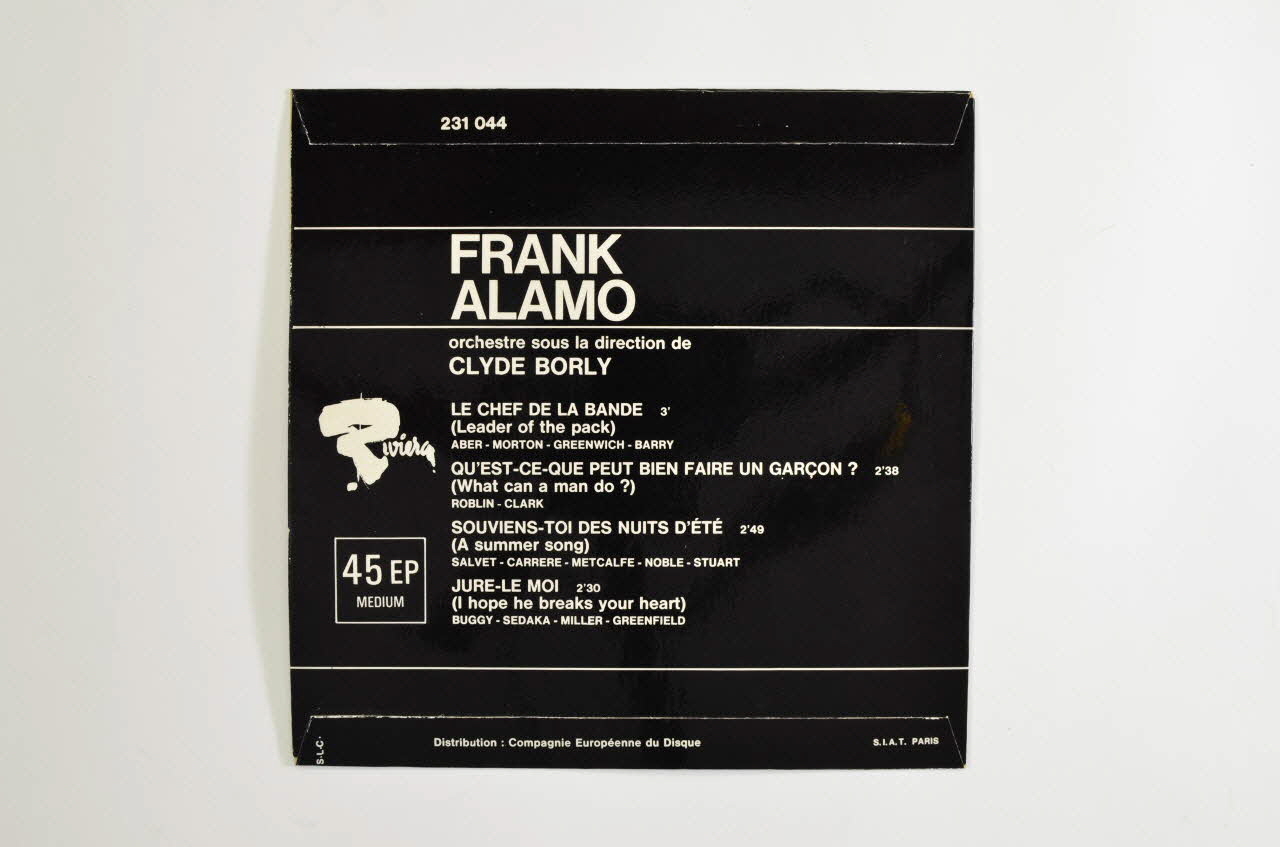 231 044
FRANK
ALAMO
orchestre sous la direction de
CLYDE BORLY
LE CHEF DE LA BANDE 3'
(Leader of the pack)
ABER - MORTON - GREENWICH - BARRY
QU'EST-CE-QUE PEUT BIEN FAIRE UN GARÇON ? 2'38
(What can a man do ?)
ROBLIN - CLARK
SOUVIENS-TOI DES NUITS D'ÉTÉ 2'49
(A summer song)
SALVET - CARRERE - METCALFE - NOBLE - STUART
JURE-LE MOI 2'30
(I hope he breaks your heart)
BUGGY - SEDAKA - MILLER - GREENFIELD
Riviera
45 EP
MEDIUM
S-L-C-
Distribution : Compagnie Européenne du Disque
S.I.A.T. PARIS